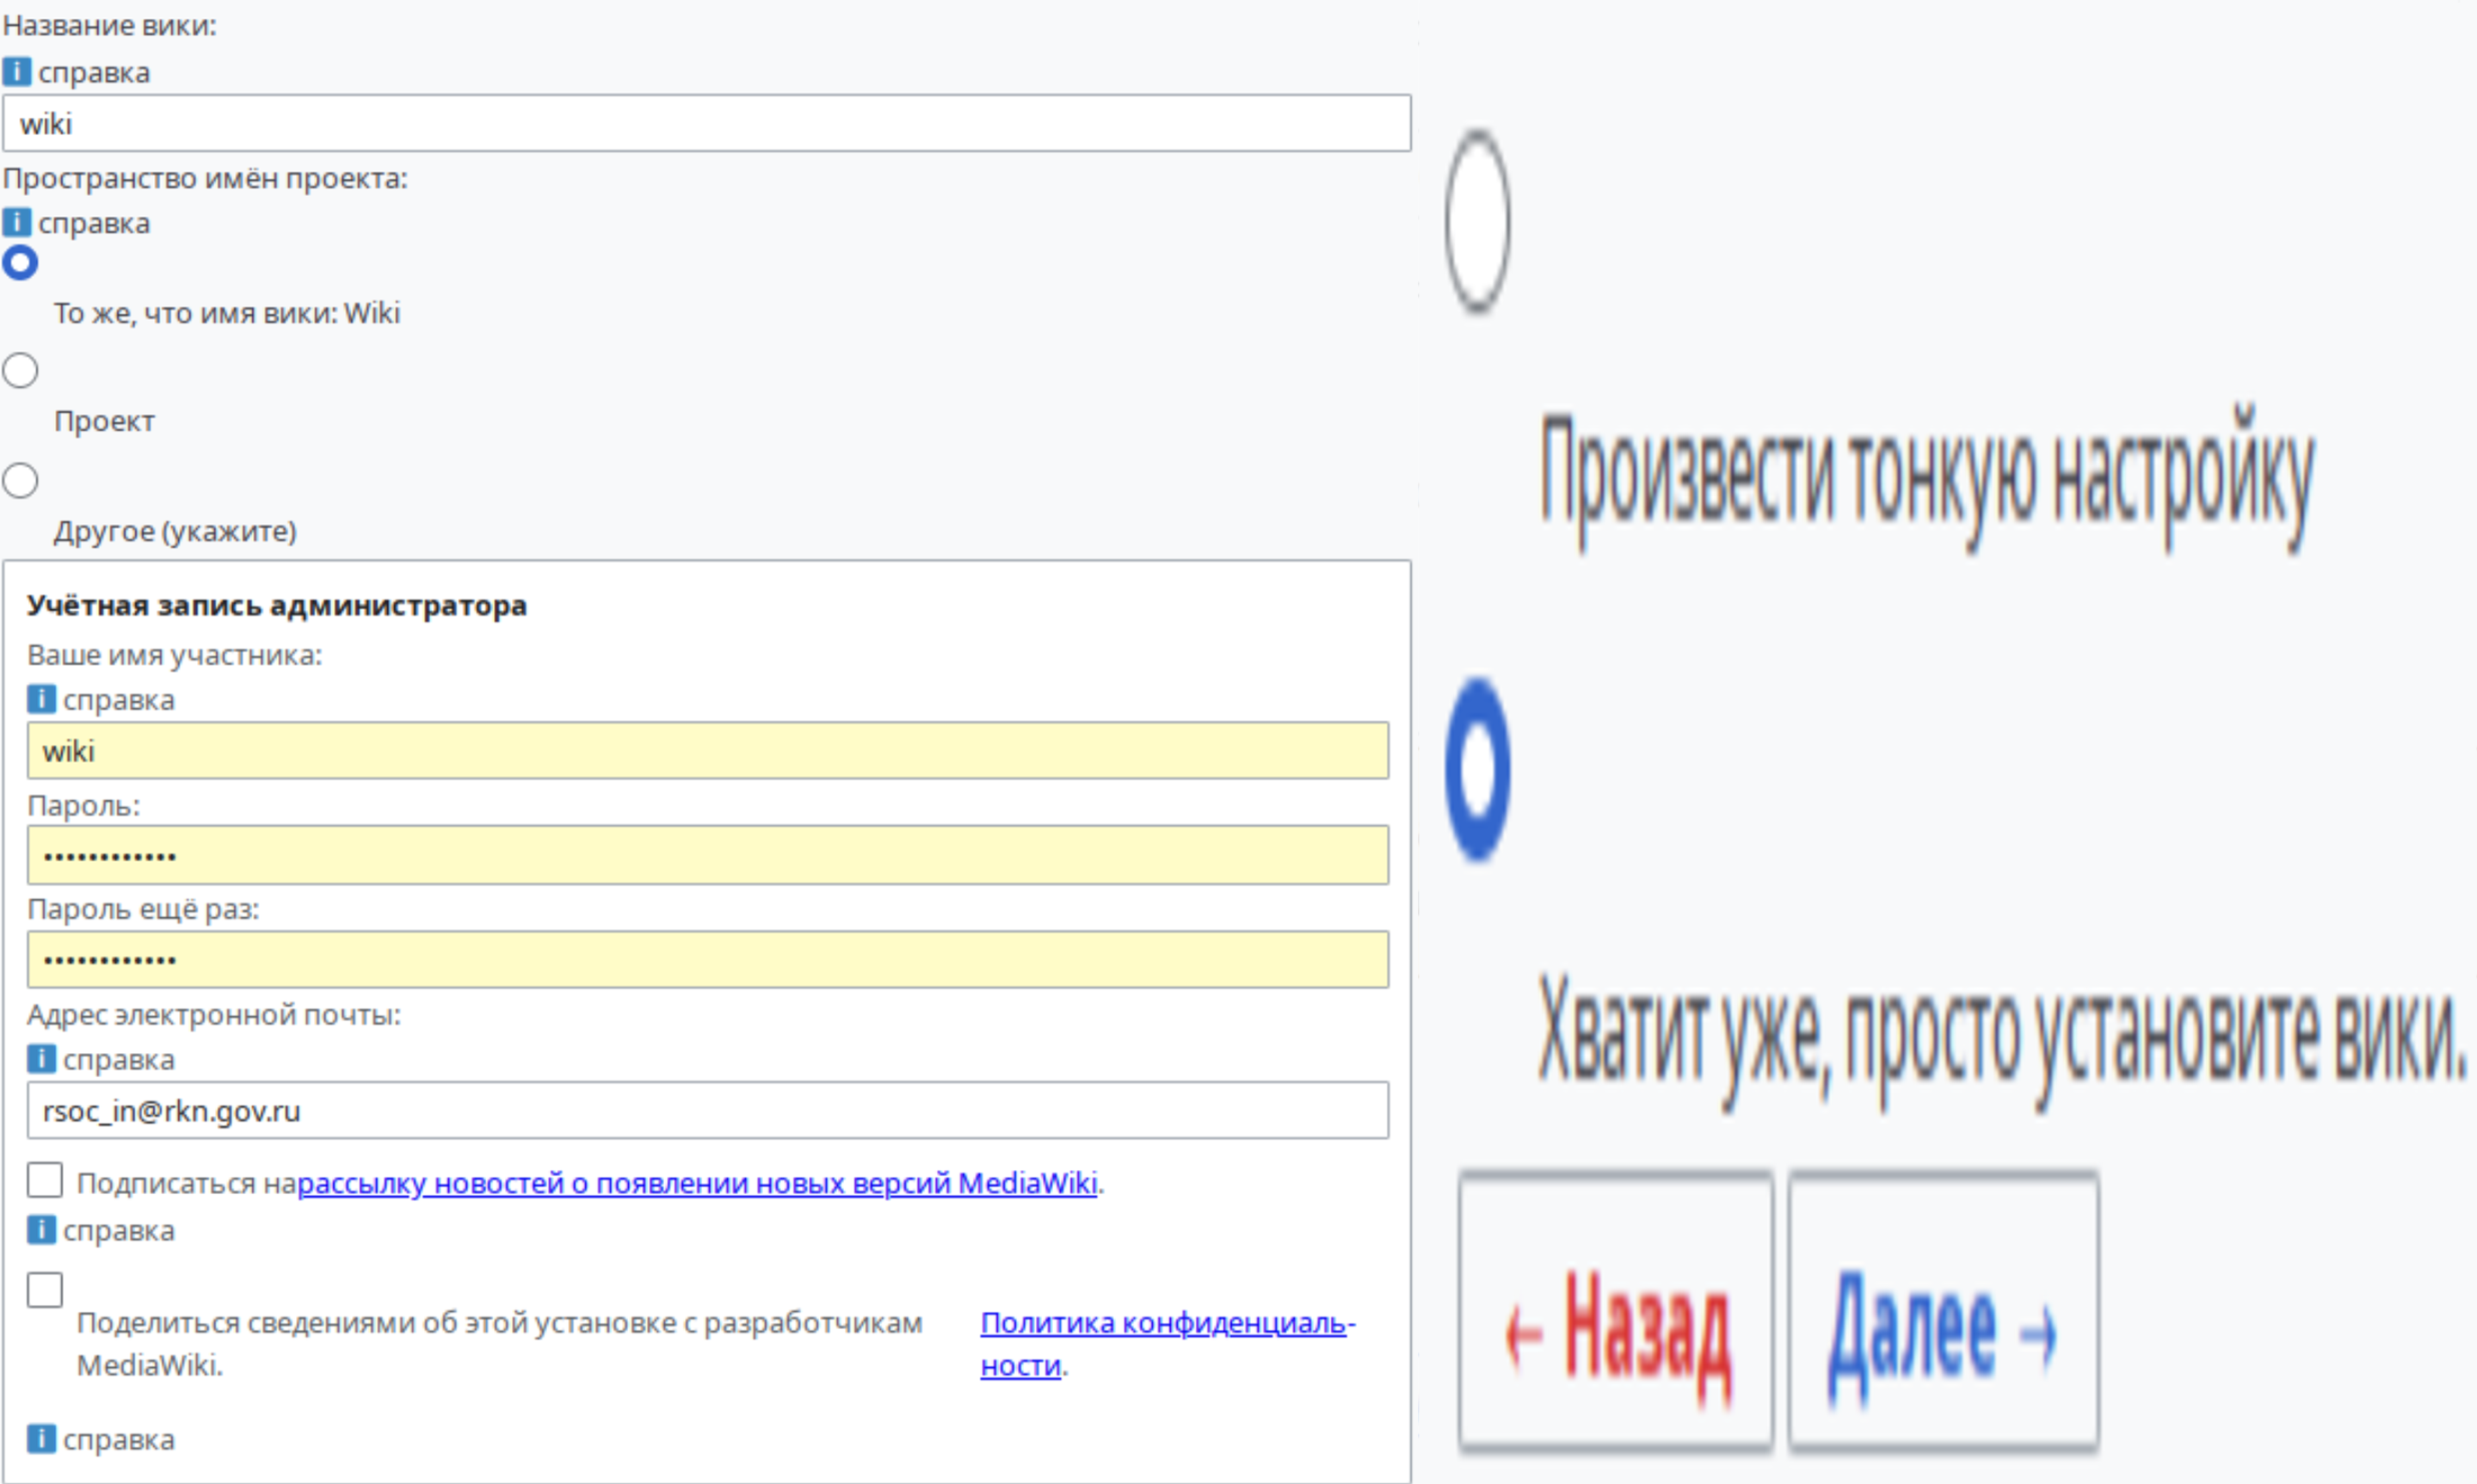 Название вики:
справка
wiki
Пространство имён проекта:
справка
То же, что имя вики: Wiki
Проект
Другое (укажите)
Учётная запись администратора
Ваше имя участника:
справка
wiki
Пароль:
••••••••••••
Пароль ещё раз:
••••••••••••
Адрес электронной почты:
справка
rsoc_in@rkn.gov.ru
Подписаться нарассылку новостей о появлении новых версий MediaWiki.
справка
Поделиться сведениями об этой установке с разработчикам
MediaWiki.
Политика конфиденциаль-
ности.
справка
Произвести тонкую настройку
Хватит уже, просто установите вики.
← Назад
Далее →